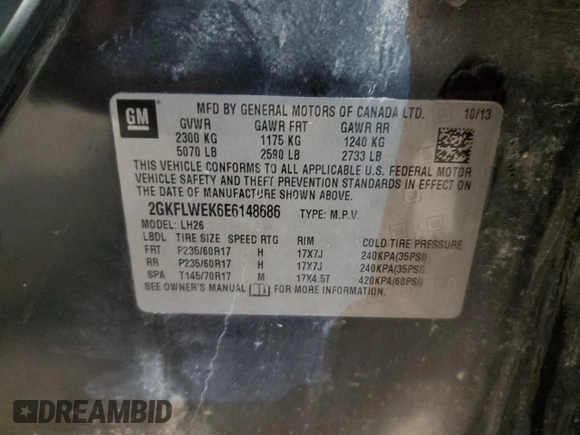 GM
MFD BY GENERAL MOTORS OF CANADA LTD. 10/13
GVWR GAWR FRT GAWR RR
2300 KG 1175 KG 1240 KG
5070 LB 2590 LB 2733 LB
THIS VEHICLE CONFORMS TO ALL APPLICABLE U.S. FEDERAL MOTOR
VEHICLE SAFETY AND THEFT PREVENTION STANDARDS IN EFFECT
ON THE DATE OF MANUFACTURE SHOWN ABOVE.
2GKFLWEK6E6148686 TYPE: M.P.V.
MODEL: LH26
LBDL TIRE SIZE SPEED RTG RIM COLD TIRE PRESSURE
FRT P235/60R17 H 17X7J 240KPA(35PSI)
RR P235/60R17 H 17X7J 240KPA(35PSI)
SPA T145/70R17 M 17X4.5T 420KPA(60PSI)
SEE OWNER'S MANUAL FOR MORE INFORMATION.
DREAMBID